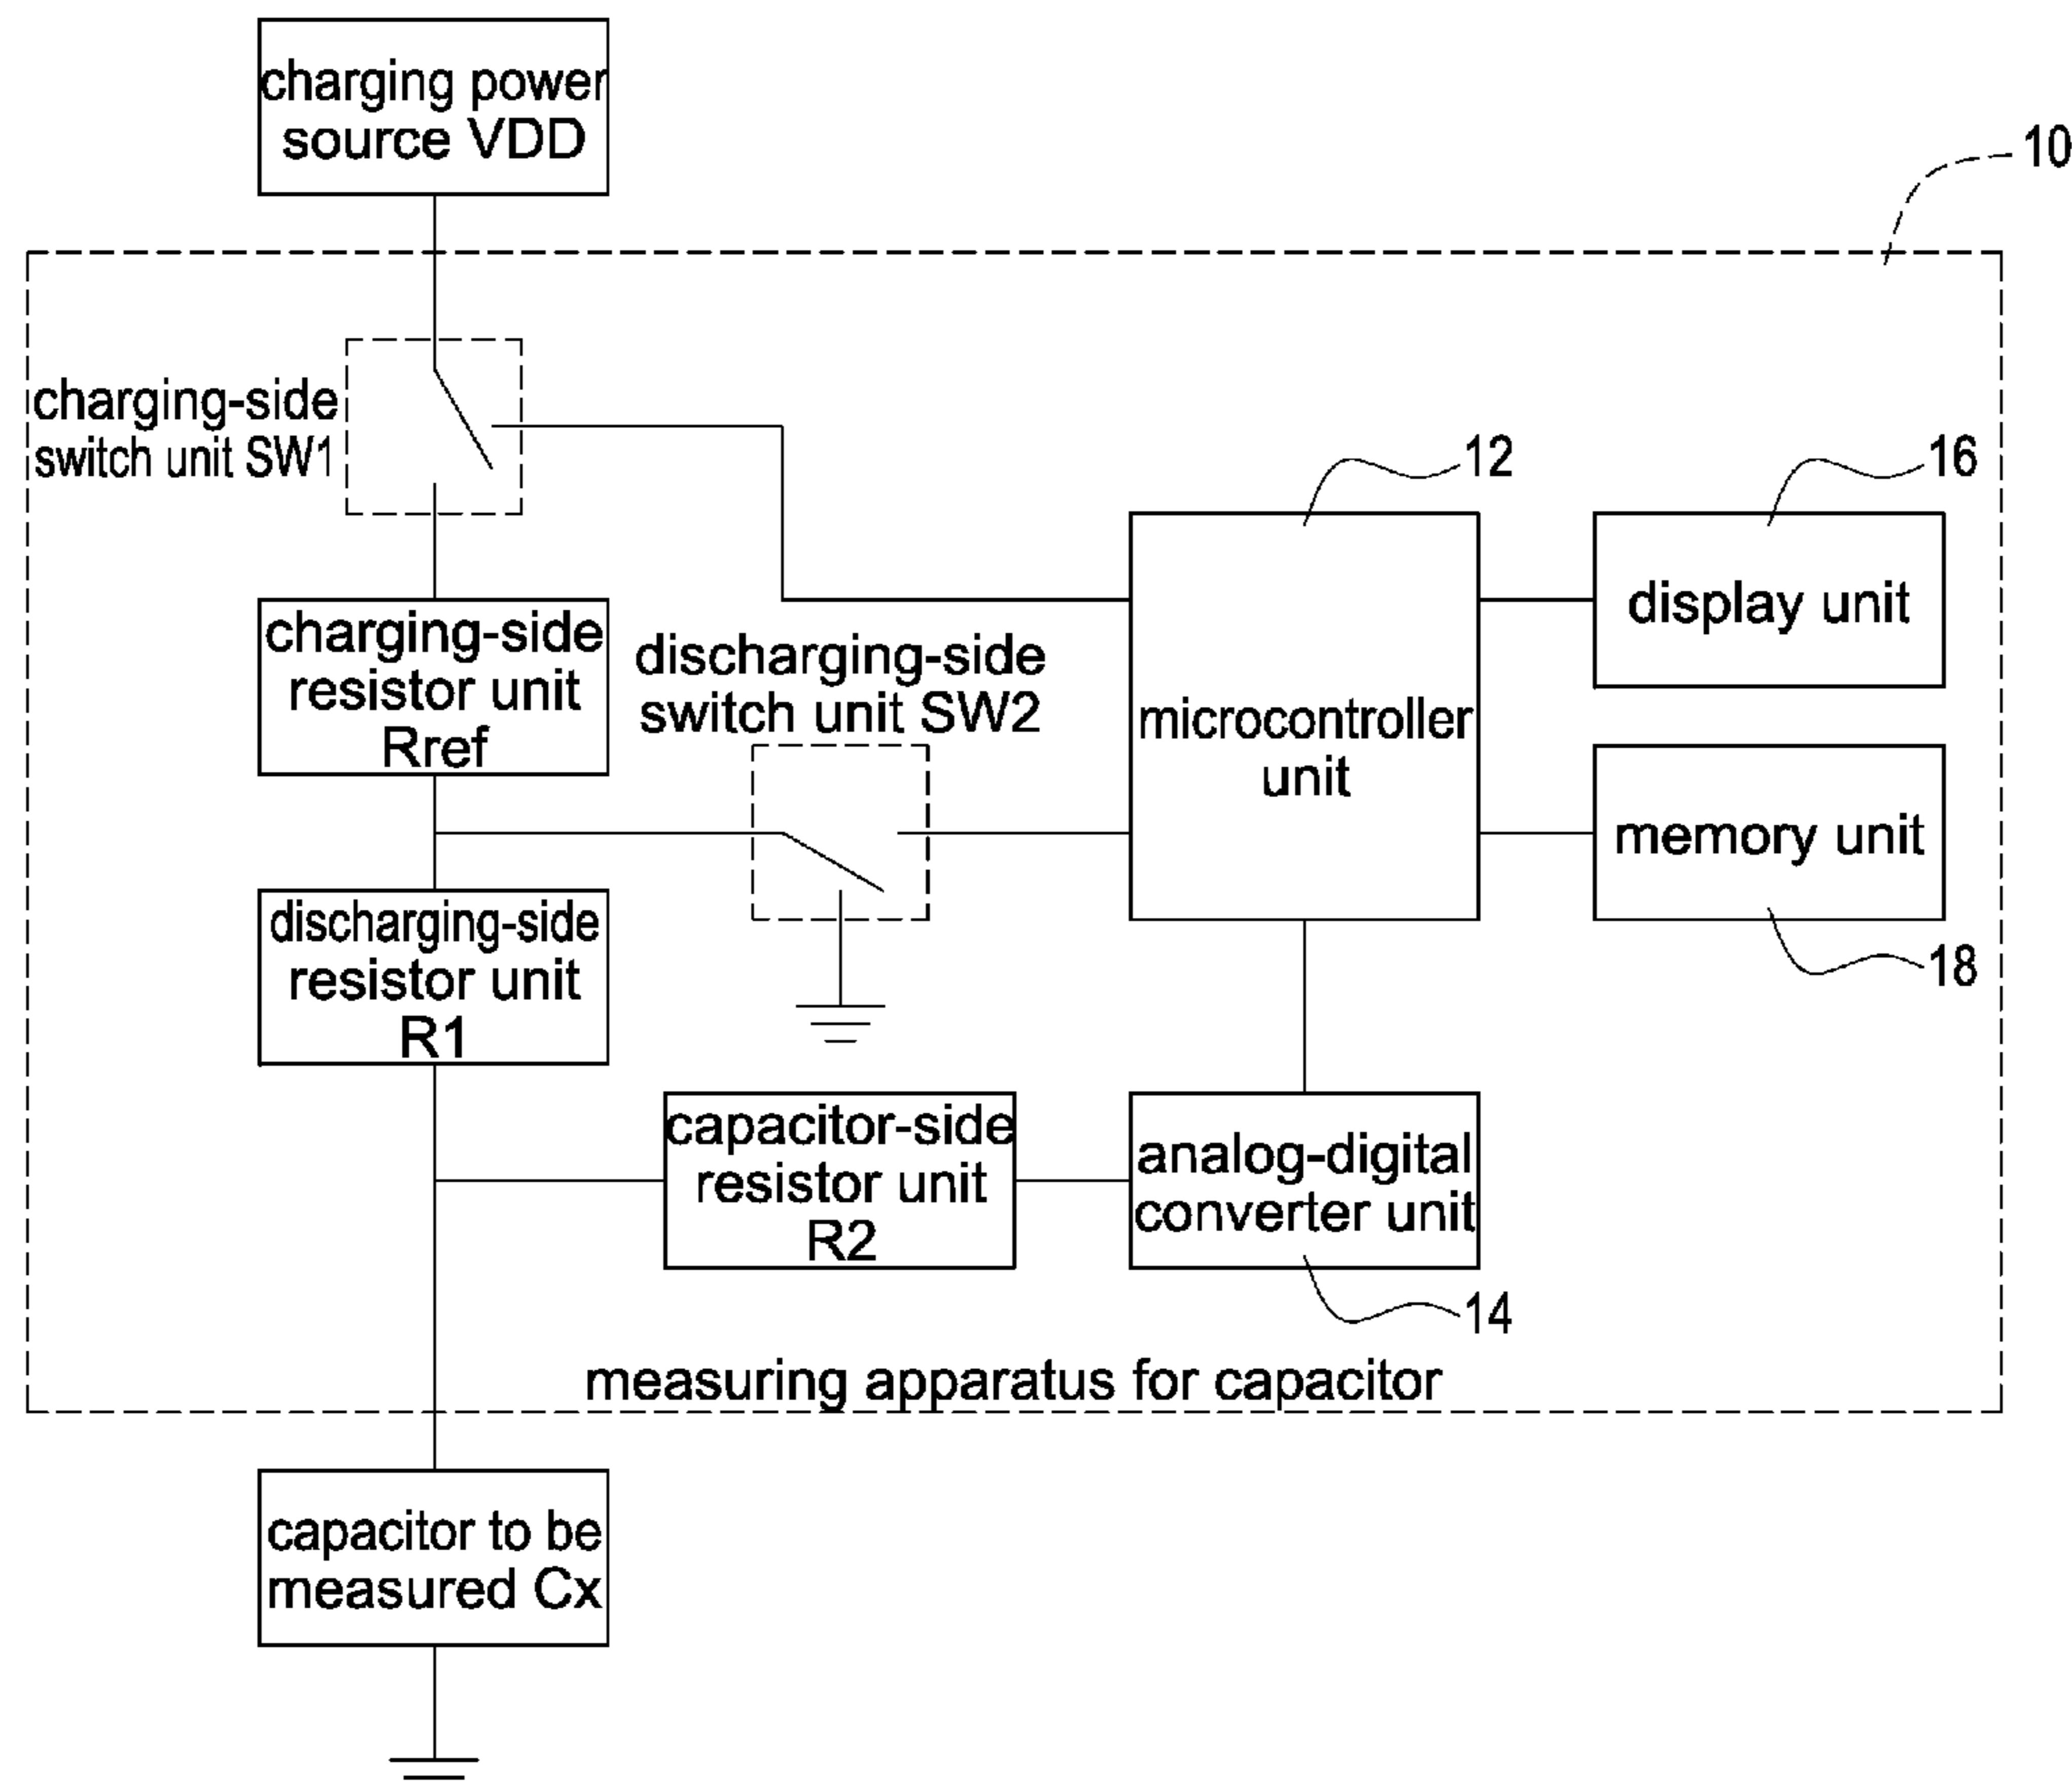 charging power
source VDD
10
charging-side
switch unit SW1
12
16
charging-side
resistor unit
Rref
discharging-side
switch unit SW2
microcontroller
unit
display unit
memory unit
discharging-side
resistor unit
R1
18
capacitor-side
resistor unit
R2
analog-digital
converter unit
14
measuring apparatus for capacitor
capacitor to be
measured Cx